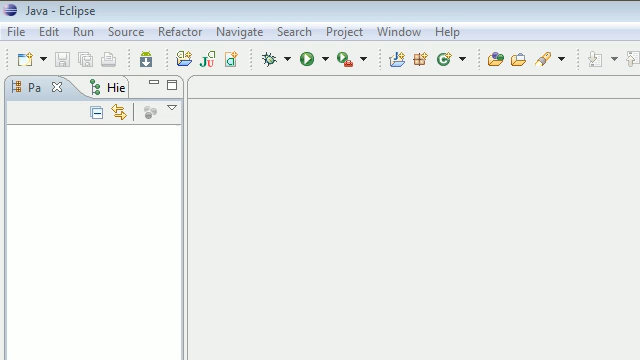 Java - Eclipse
File Edit Run Source Refactor Navigate Search Project Window Help
Pa Hie